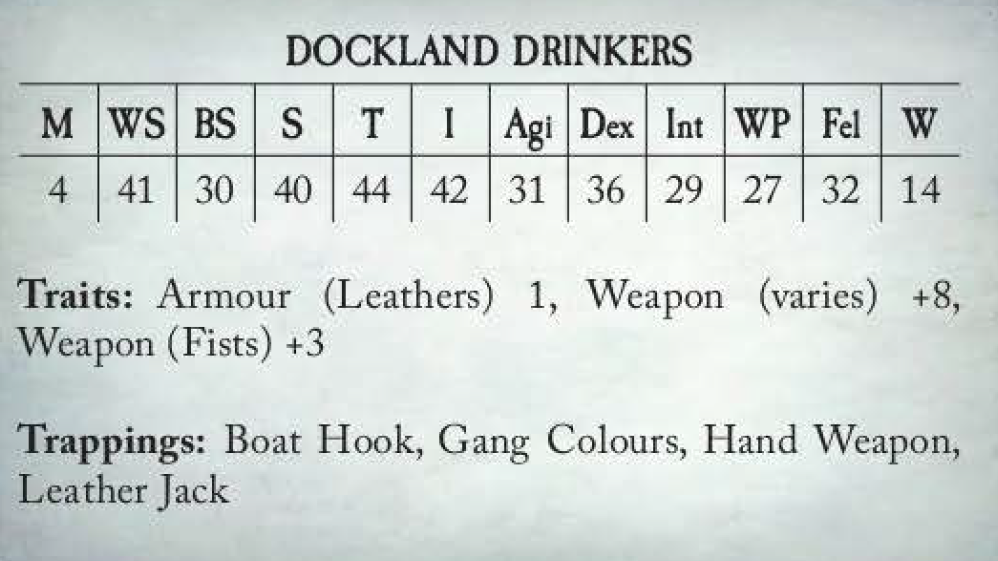 DOCKLAND DRINKERS
M WS BS S T I Agi Dex Int WP Fel W
4 41 30 40 44 42 31 36 29 27 32 14
Traits: Armour (Leathers) 1, Weapon (varies) +8,
Weapon (Fists) +3
Trappings: Boat Hook, Gang Colours, Hand Weapon,
Leather Jack